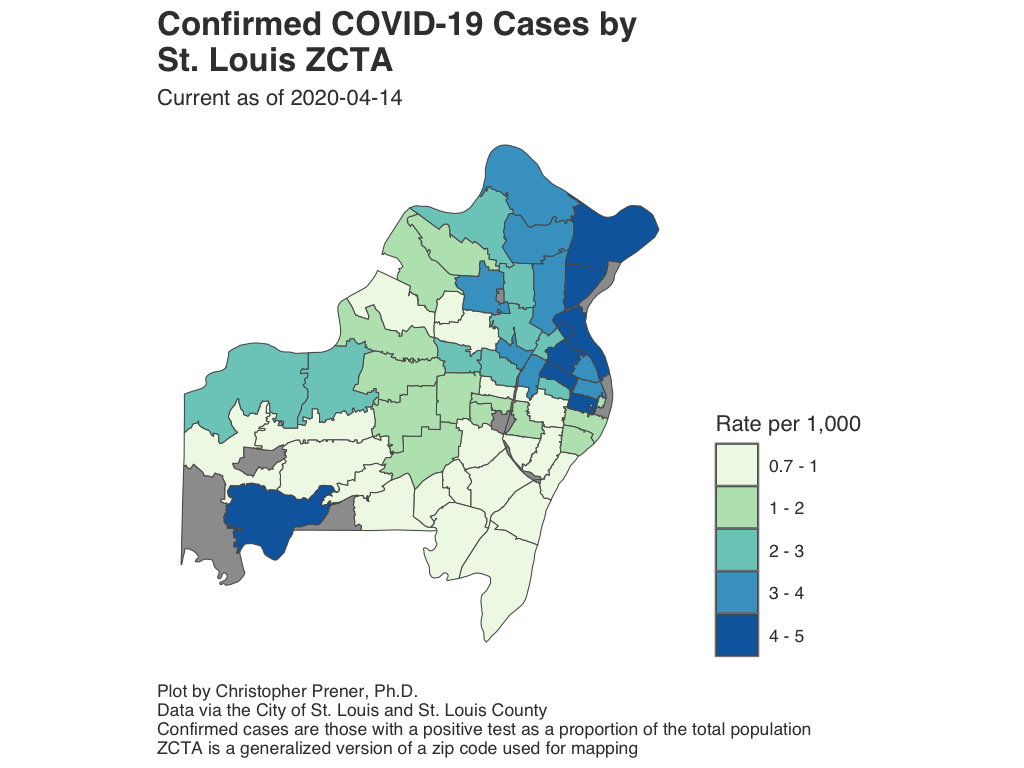 Confirmed COVID-19 Cases by
St. Louis ZCTA
Current as of 2020-04-14
Rate per 1,000
0.7 - 1
1 - 2
2 - 3
3 - 4
4 - 5
Plot by Christopher Prener, Ph.D.
Data via the City of St. Louis and St. Louis County
Confirmed cases are those with a positive test as a proportion of the total population
ZCTA is a generalized version of a zip code used for mapping